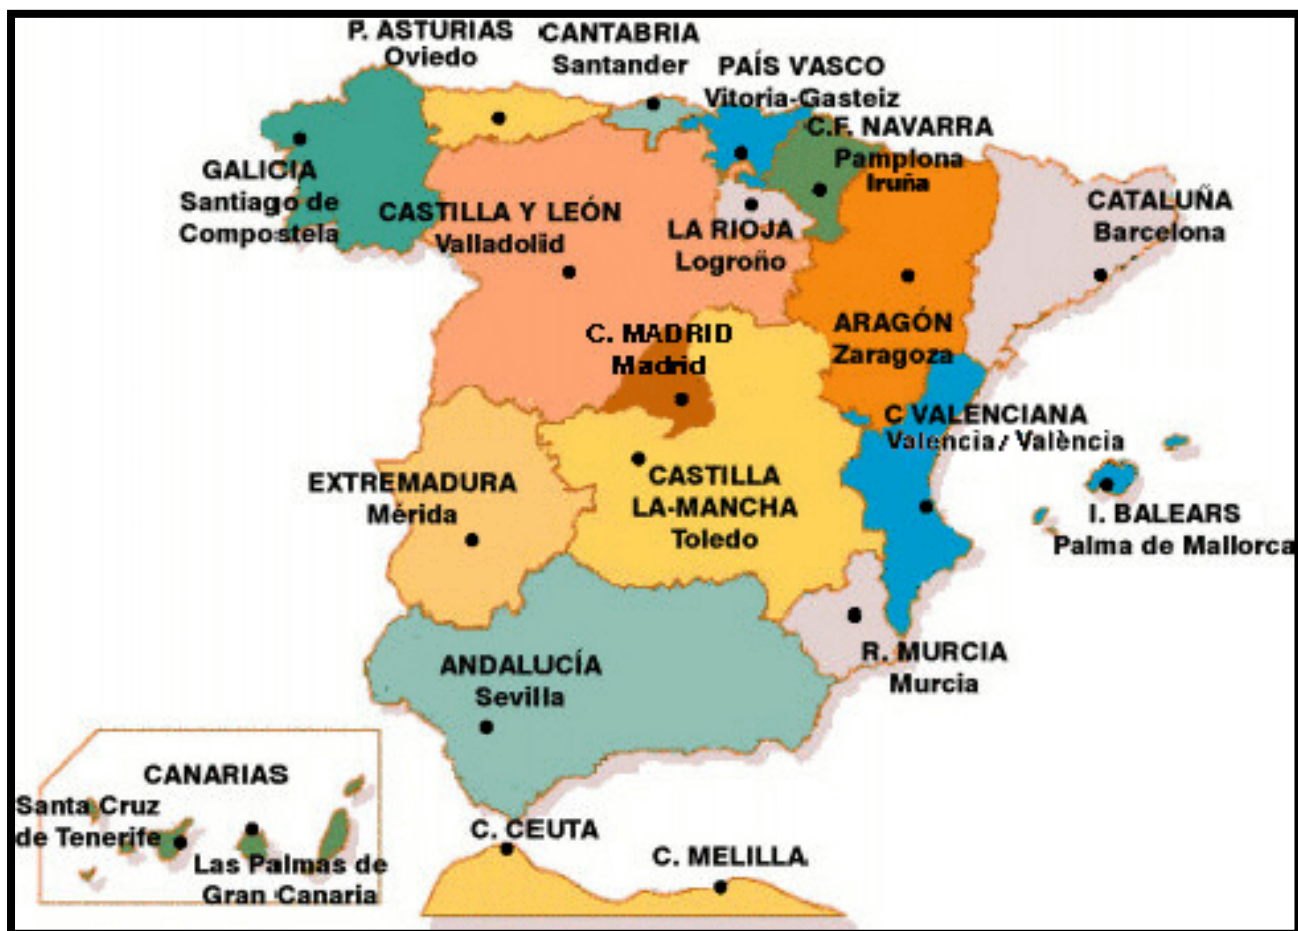 P. ASTURIAS
Oviedo
CANTABRIA
Santander
PAÍS VASCO
Vitoria-Gasteiz
C.F. NAVARRA
Pamplona
Iruña
GALICIA
Santiago de
Compostela
CASTILLA Y LEÓN
Valladolid
LA RIOJA
Logroño
CATALUÑA
Barcelona
ARAGÓN
Zaragoza
C. MADRID
Madrid
C VALENCIANA
Valencia / València
EXTREMADURA
Mérida
CASTILLA
LA-MANCHA
Toledo
I. BALEARS
Palma de Mallorca
R. MURCIA
Murcia
ANDALUCÍA
Sevilla
CANARIAS
Santa Cruz
de Tenerife
Las Palmas de
Gran Canaria
C. CEUTA
C. MELILLA